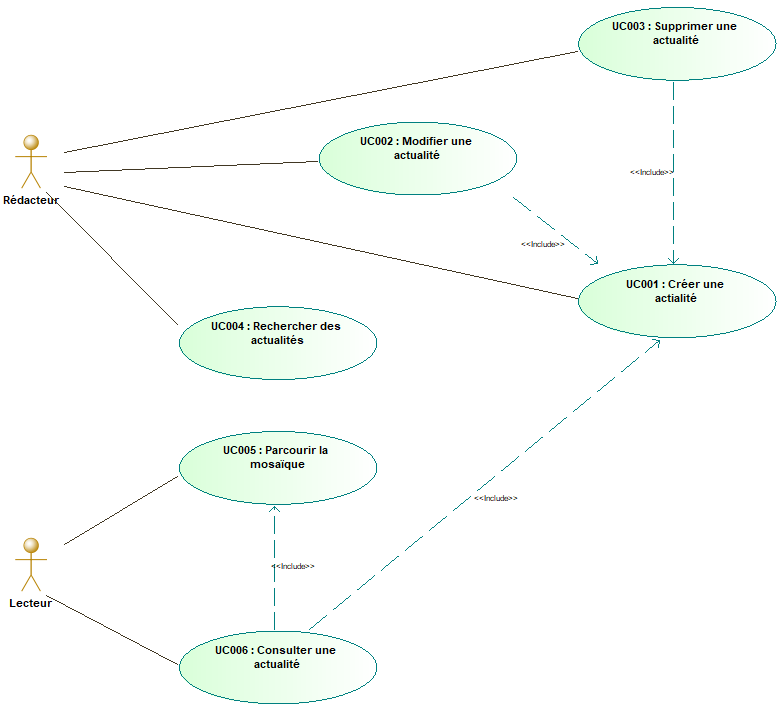 UC003 : Supprimer une
actualité
UC002 : Modifier une
actualité
<<Include>>
Rédacteur
<<Include>>
UC001 : Créer une
actialité
UC004 : Rechercher des
actualités
UC005 : Parcourir la
mosaïque
<<Include>>
<<Include>>
Lecteur
UC006 : Consulter une
actualité